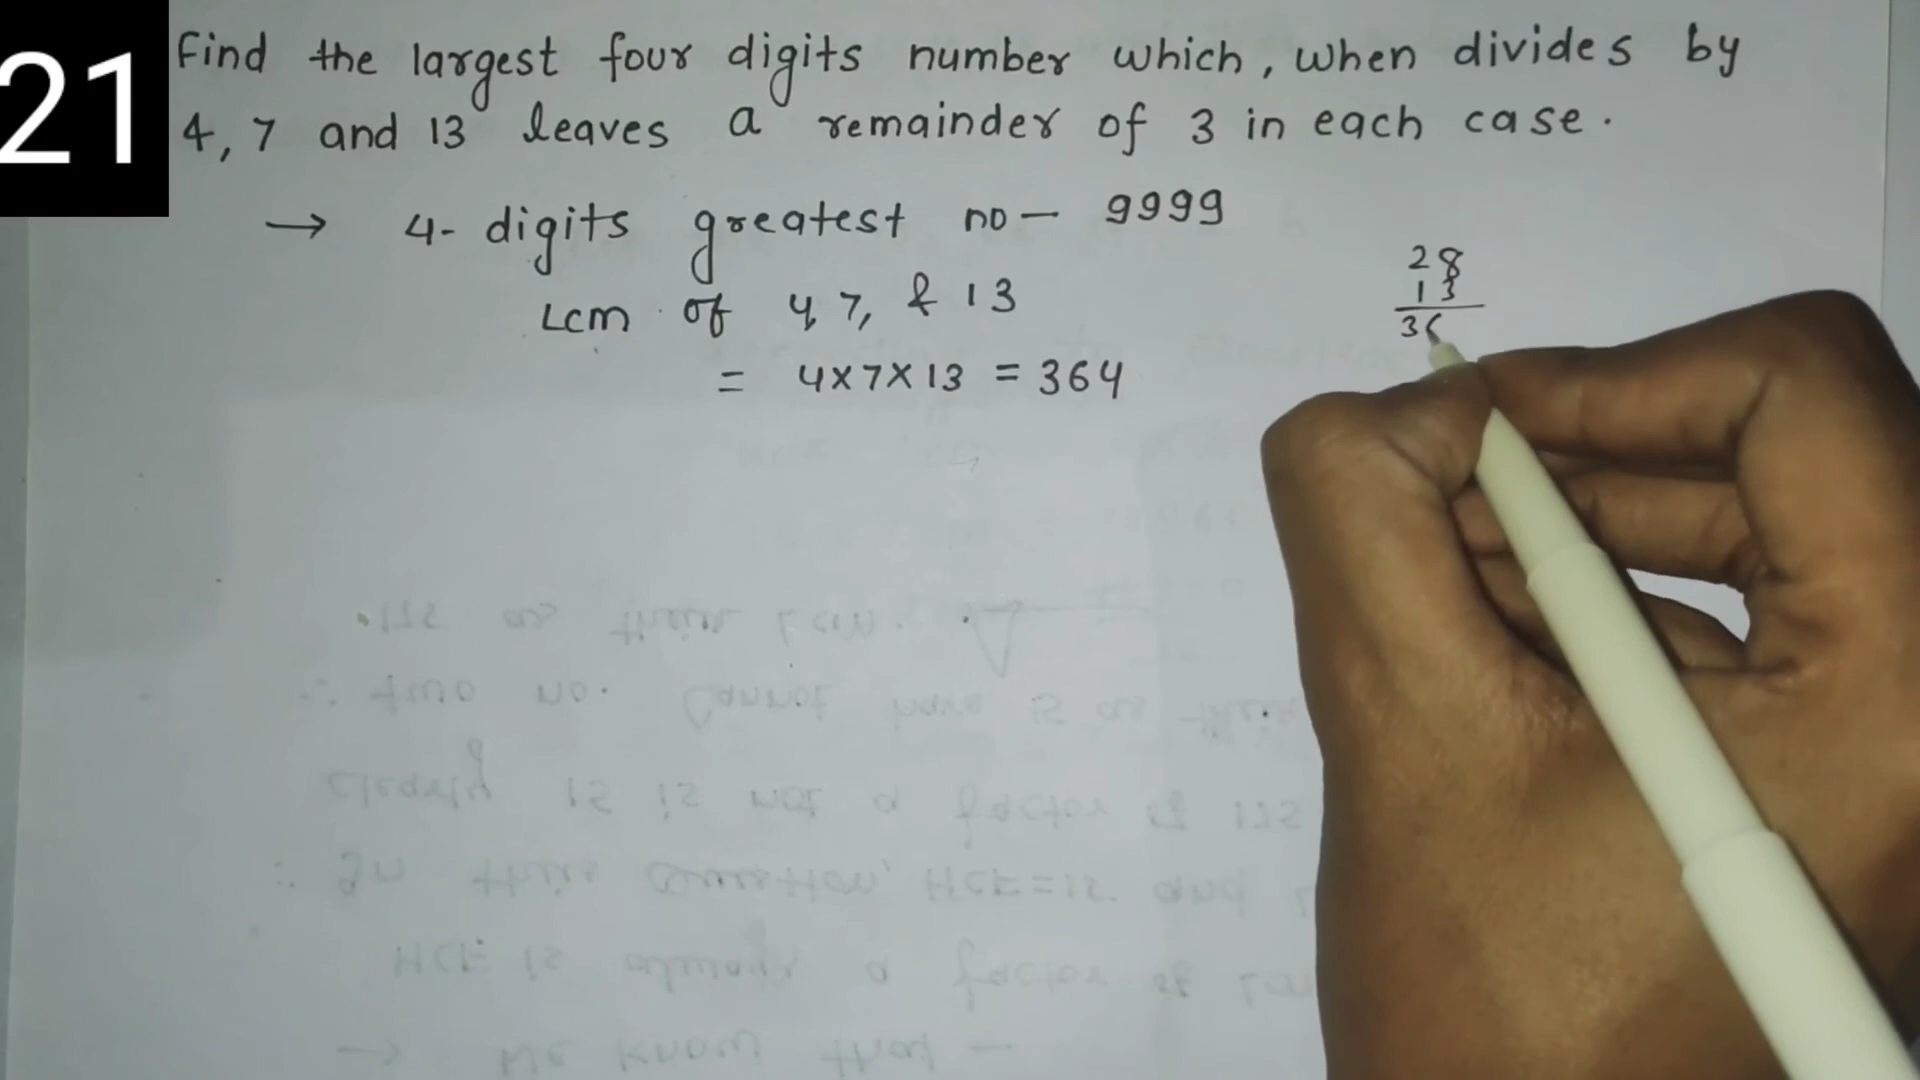 21
Find the largest four digits number which, when divides by
4, 7 and 13 leaves a remainder of 3 in each case.
→ 4- digits greatest no — 9999
Lcm of 4 7, & 13
= 4×7×13 = 364
28
13
36